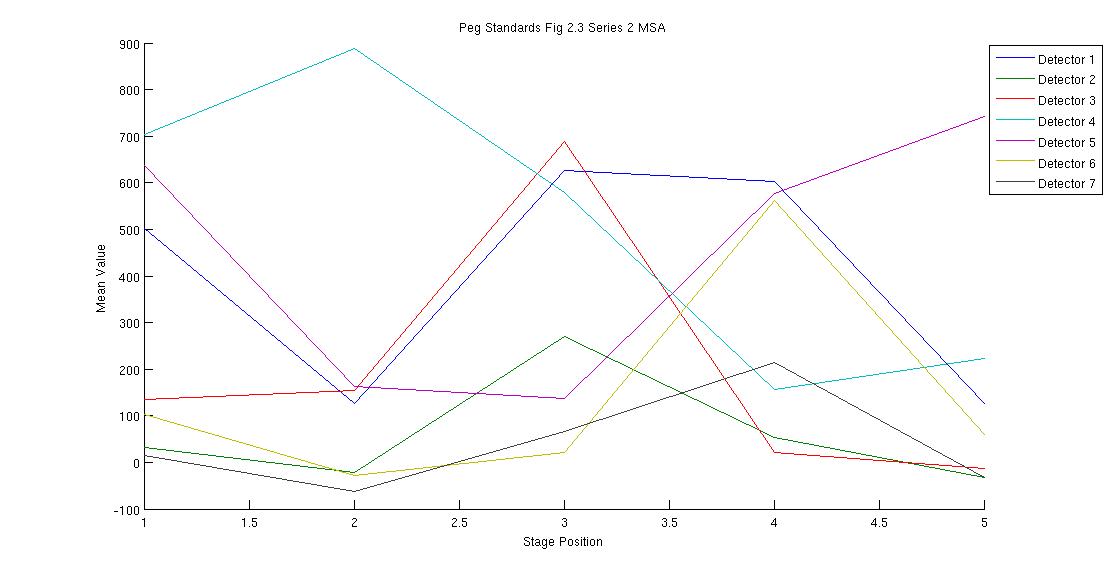 Peg Standards Fig 2.3 Series 2 MSA
900
800
700
600
500
400
300
200
100
0
-100
Mean Value
1 1.5 2 2.5 3 3.5 4 4.5 5
Stage Position
Detector 1
Detector 2
Detector 3
Detector 4
Detector 5
Detector 6
Detector 7